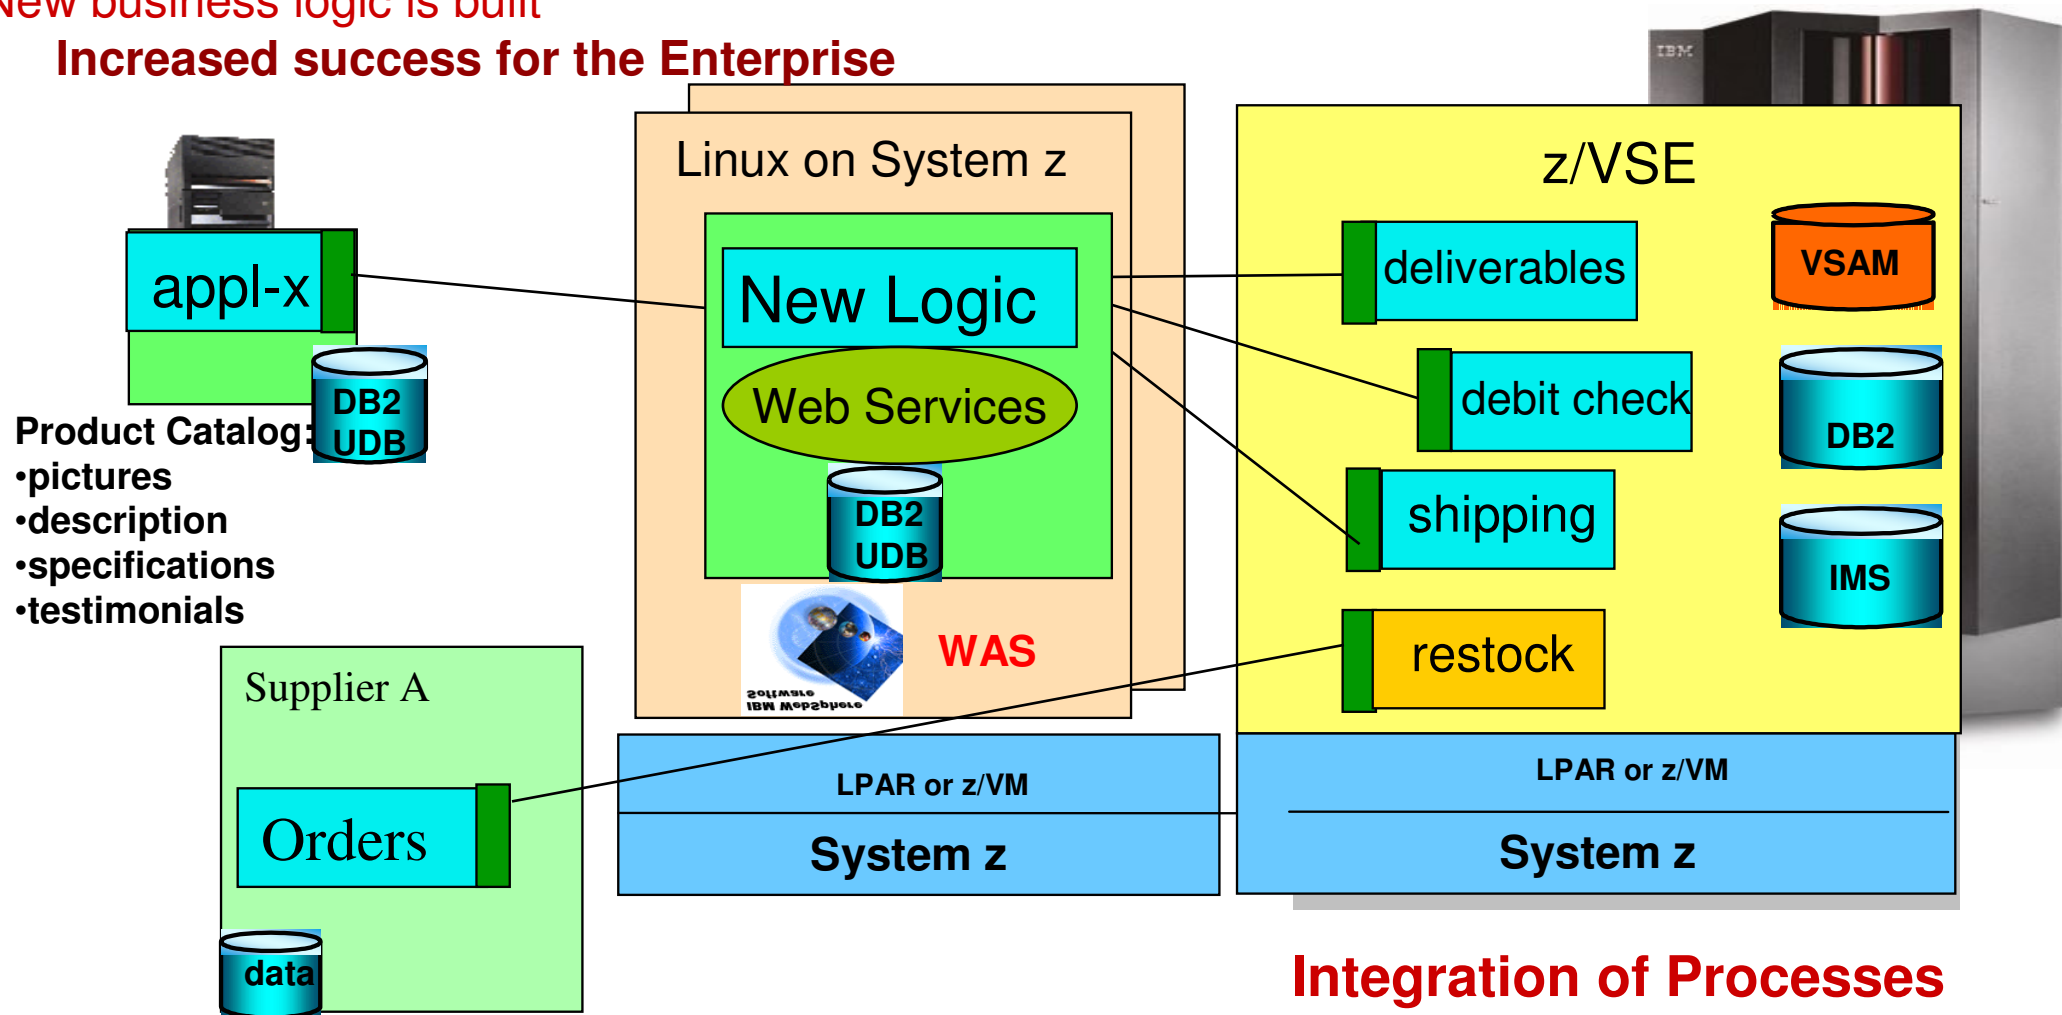 New business logic is built
Increased success for the Enterprise
IBM
Linux on System z
z/VSE
appl-x
New Logic
deliverables
VSAM
Web Services
debit check
DB2
UDB
DB2
Product Catalog:
•pictures
•description
•specifications
•testimonials
DB2
UDB
shipping
IMS
WAS
restock
Software
IBM WebSphere
Supplier A
Orders
data
LPAR or z/VM
System z
LPAR or z/VM
System z
Integration of Processes